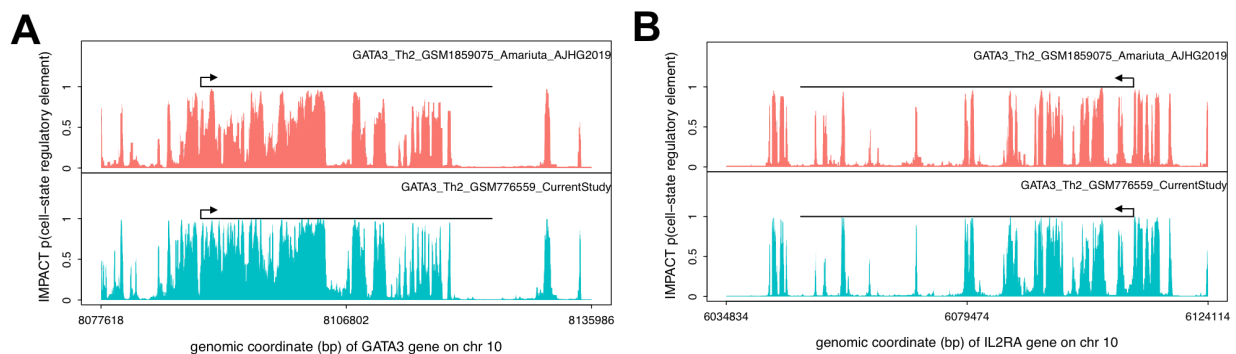 A
IMPACT p(cell−state regulatory element)
GATA3_Th2_GSM1859075_Amariuta_AJHG2019
1
0.5
0
GATA3_Th2_GSM776559_CurrentStudy
1
0.5
0
8077618
8106802
8135986
genomic coordinate (bp) of GATA3 gene on chr 10
B
IMPACT p(cell−state regulatory element)
GATA3_Th2_GSM1859075_Amariuta_AJHG2019
1
0.5
0
GATA3_Th2_GSM776559_CurrentStudy
1
0.5
0
6034834
6079474
6124114
genomic coordinate (bp) of IL2RA gene on chr 10